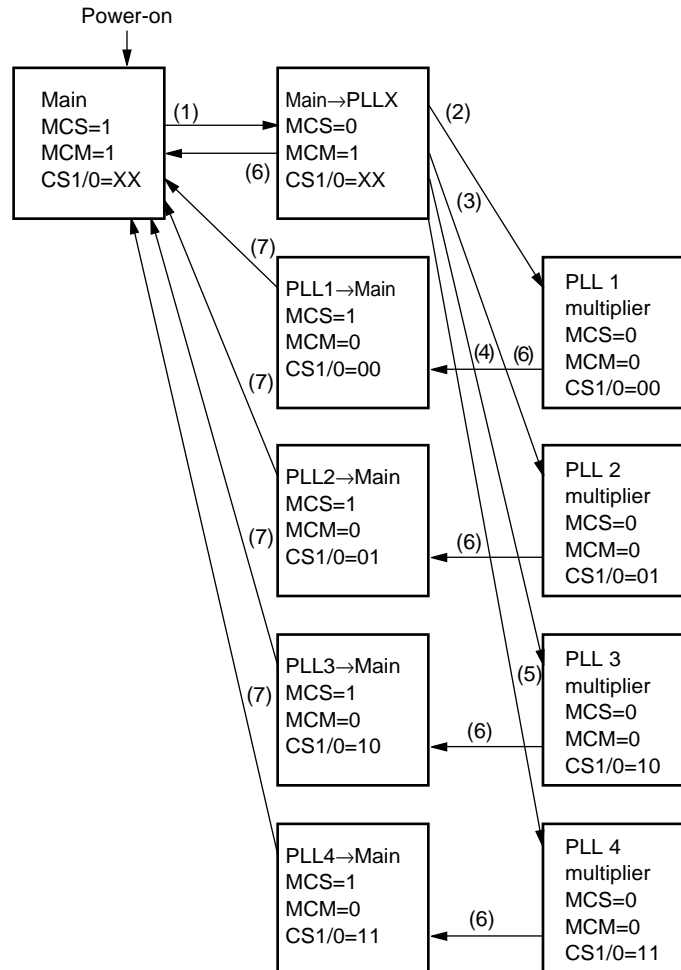 Power-on
Main
MCS=1
MCM=1
CS1/0=XX
(1)
(6)
Main→PLLX
MCS=0
MCM=1
CS1/0=XX
(2)
(3)
(4)
(5)
(7)
PLL1→Main
MCS=1
MCM=0
CS1/0=00
(6)
PLL 1
multiplier
MCS=0
MCM=0
CS1/0=00
(7)
PLL2→Main
MCS=1
MCM=0
CS1/0=01
(6)
PLL 2
multiplier
MCS=0
MCM=0
CS1/0=01
(7)
PLL3→Main
MCS=1
MCM=0
CS1/0=10
(6)
PLL 3
multiplier
MCS=0
MCM=0
CS1/0=10
(7)
PLL4→Main
MCS=1
MCM=0
CS1/0=11
(6)
PLL 4
multiplier
MCS=0
MCM=0
CS1/0=11